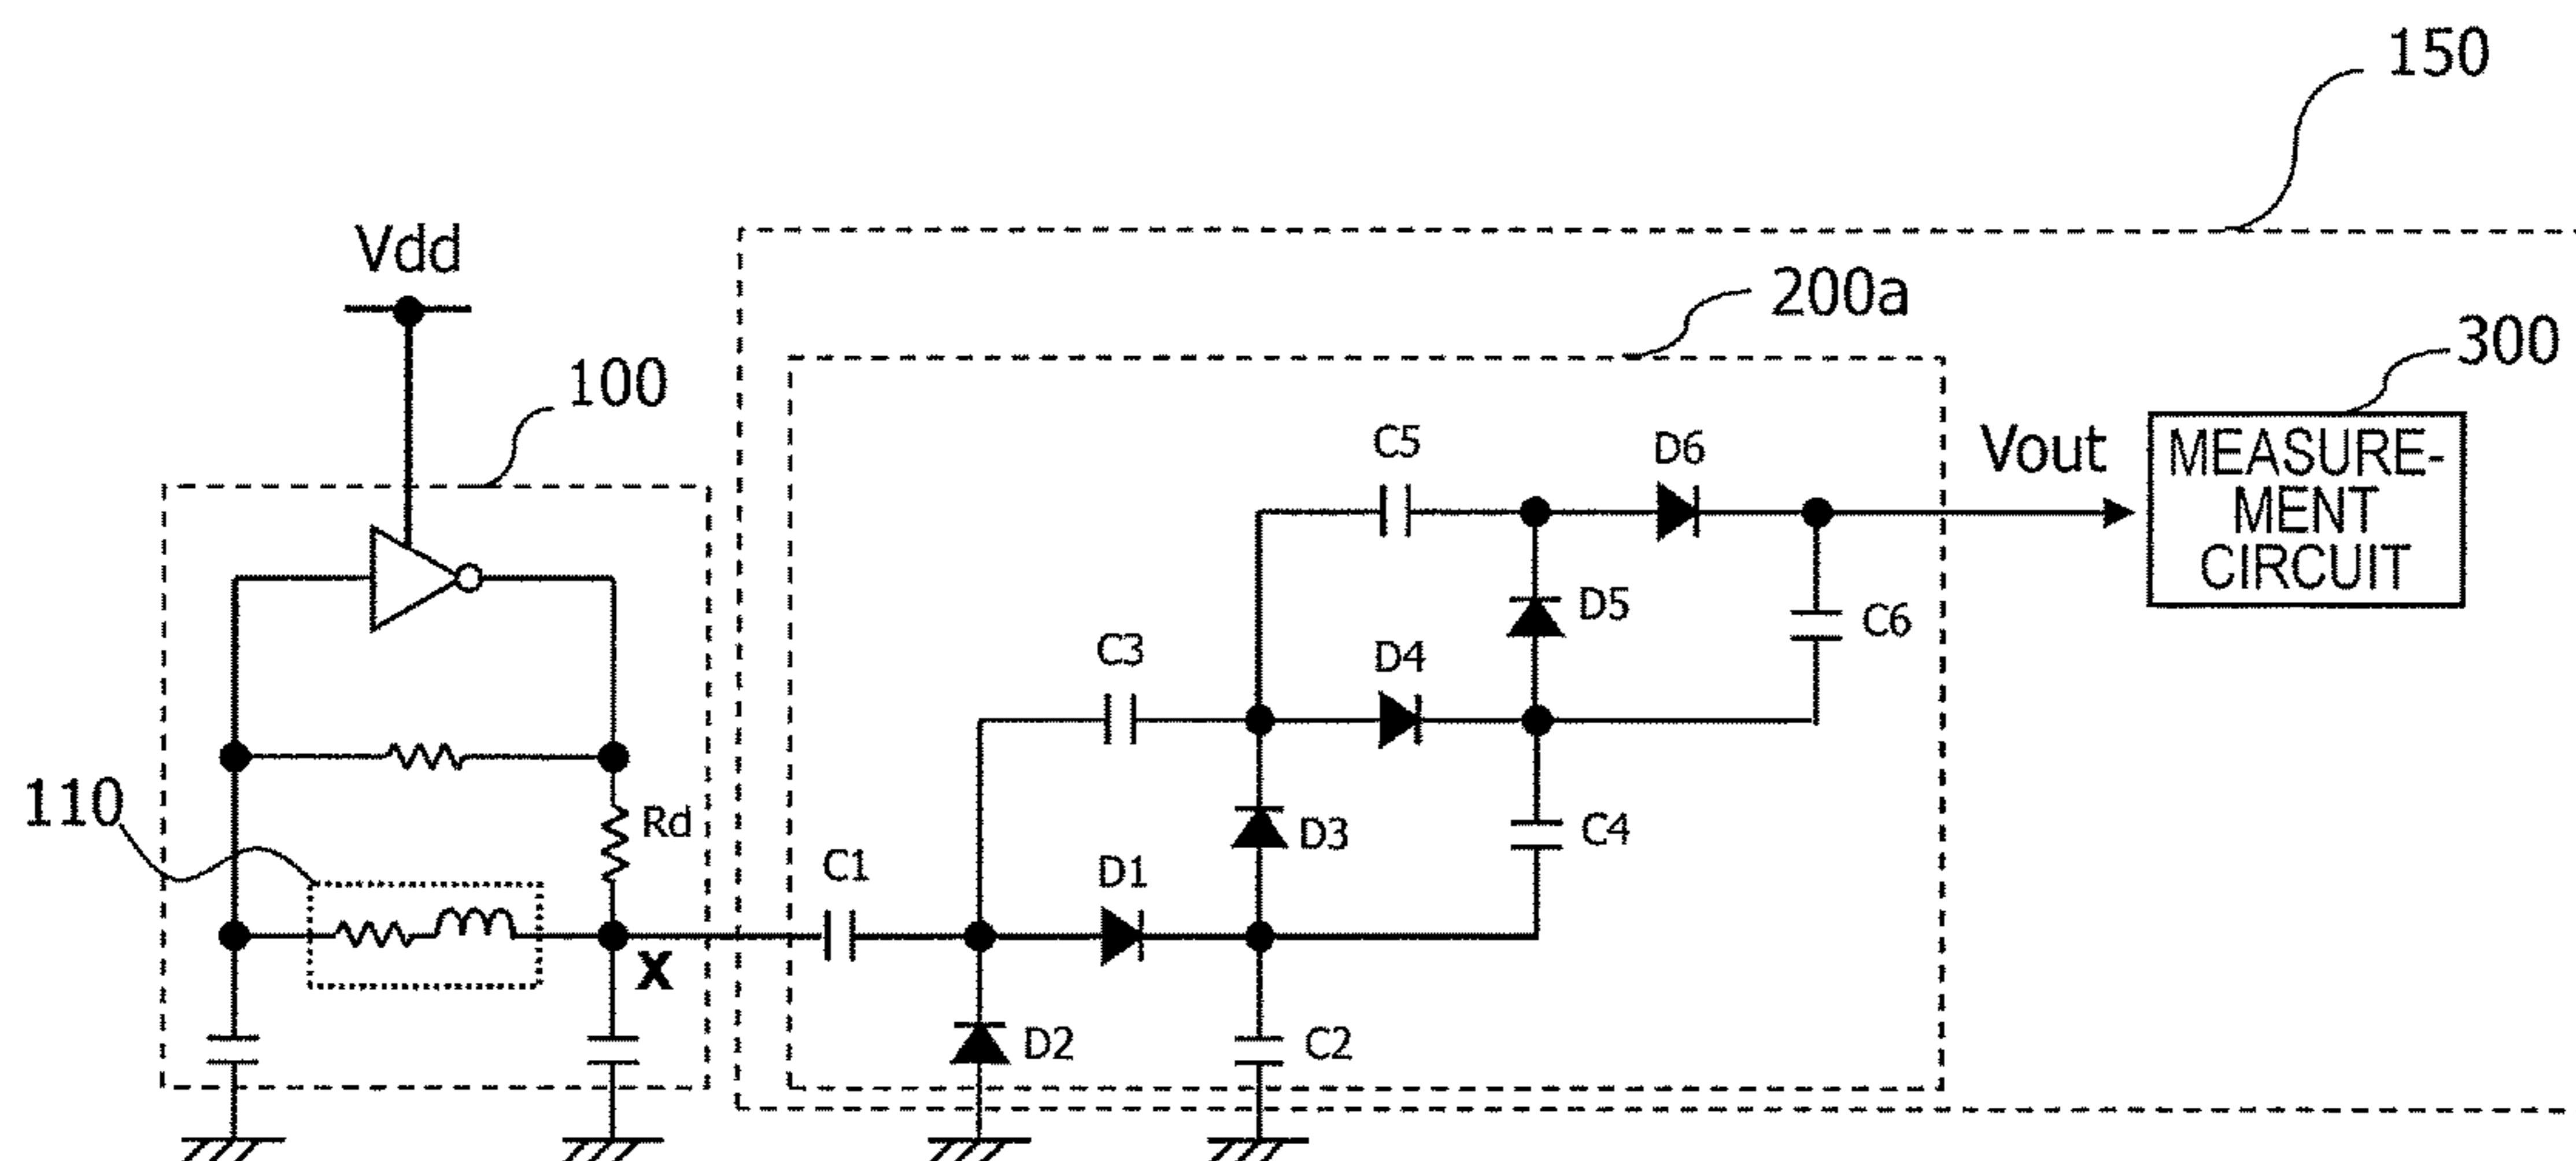 150
Vdd
200a
300
100
C5
D6
Vout
MEASURE-
MENT
CIRCUIT
D5
C6
C3
D4
110
Rd
C1
D1
D3
C4
X
D2
C2